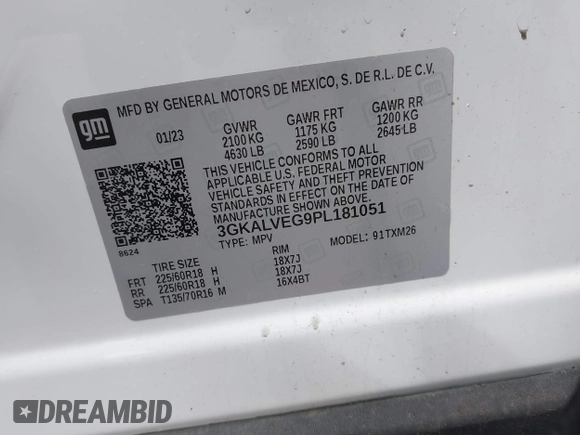 gm
MFD BY GENERAL MOTORS DE MEXICO, S. DE R.L. DE C.V.
01/23 GVWR GAWR FRT GAWR RR
2100 KG 1175 KG 1200 KG
4630 LB 2590 LB 2645 LB
THIS VEHICLE CONFORMS TO ALL
APPLICABLE U.S. FEDERAL MOTOR
VEHICLE SAFETY AND THEFT PREVENTION
STANDARDS IN EFFECT ON THE DATE OF
MANUFACTURE SHOWN ABOVE.
3GKALVEG9PL181051
8624 TYPE: MPV MODEL: 91TXM26
TIRE SIZE RIM
FRT 225/60R18 H 18X7J
RR 225/60R18 H 18X7J
SPA T135/70R16 M 16X4BT
DREAMBID